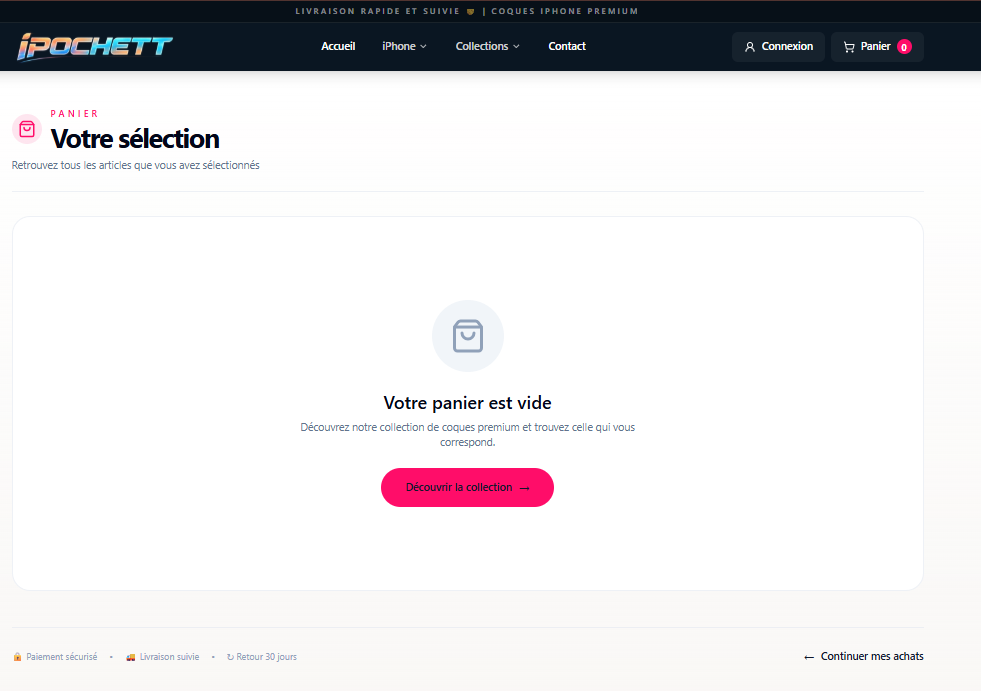 LIVRAISON RAPIDE ET SUIVIE | COQUES IPHONE PREMIUM
iPOCHETT
Accueil
iPhone
Collections
Contact
Connexion
Panier 0
PANIER
Votre sélection
Retrouvez tous les articles que vous avez sélectionnés
Votre panier est vide
Découvrez notre collection de coques premium et trouvez celle qui vous
correspond.
Découvrir la collection →
Paiement sécurisé • Livraison suivie • ↻ Retour 30 jours
← Continuer mes achats